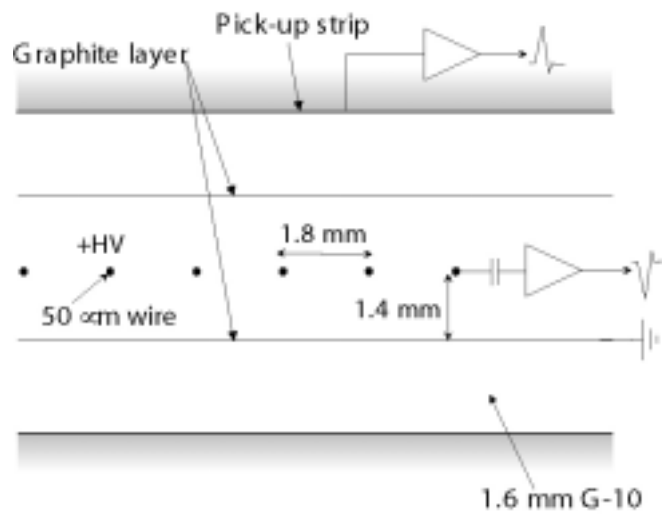 Pick-up strip
Graphite layer
+HV
1.8 mm
50 ∝m wire
1.4 mm
1.6 mm G-10